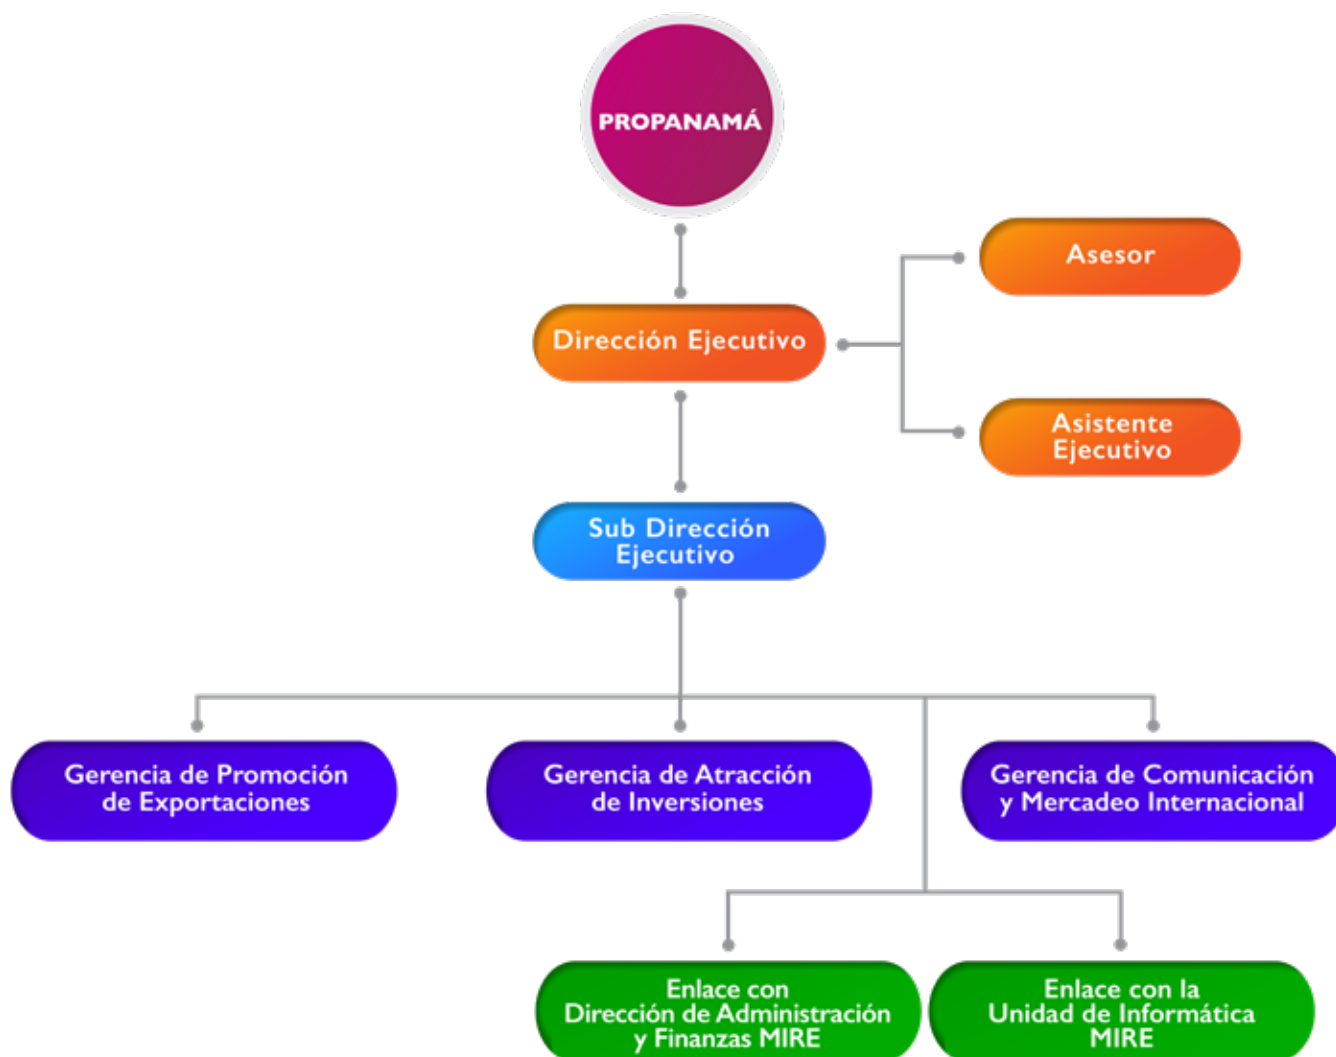 PROPANAMÁ
Asesor
Dirección Ejecutivo
Asistente
Ejecutivo
Sub Dirección
Ejecutivo
Gerencia de Promoción
de Exportaciones
Gerencia de Atracción
de Inversiones
Gerencia de Comunicación
y Mercadeo Internacional
Enlace con
Dirección de Administración
y Finanzas MIRE
Enlace con la
Unidad de Informática
MIRE